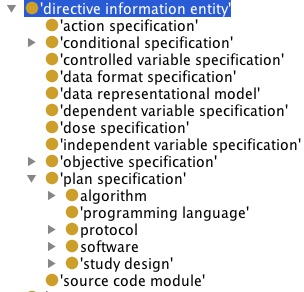 'directive information entity'
'action specification'
'conditional specification'
'controlled variable specification'
'data format specification'
'data representational model'
'dependent variable specification'
'dose specification'
'independent variable specification'
'objective specification'
'plan specification'
algorithm
'programming language'
protocol
software
'study design'
'source code module'